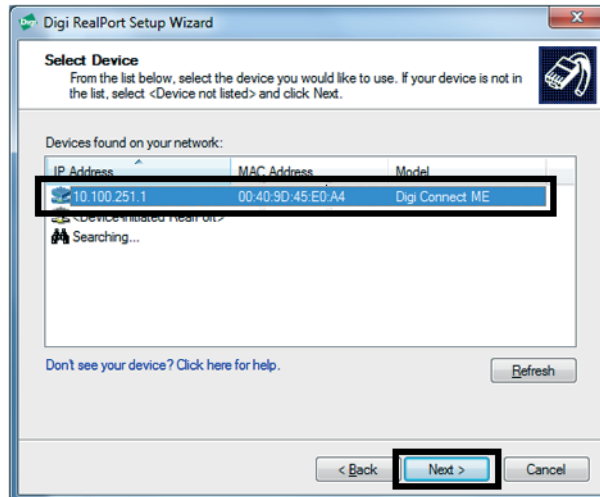 Digi RealPort Setup Wizard
Select Device
From the list below, select the device you would like to use. If your device is not in
the list, select <Device not listed> and click Next.
Devices found on your network:
IP Address MAC Address Model
10.100.251.1 00:40:9D:45:E0:A4 Digi Connect ME
<Device-Initiated RealPort>
Searching...
Don't see your device? Click here for help.
Refresh
< Back Next > Cancel